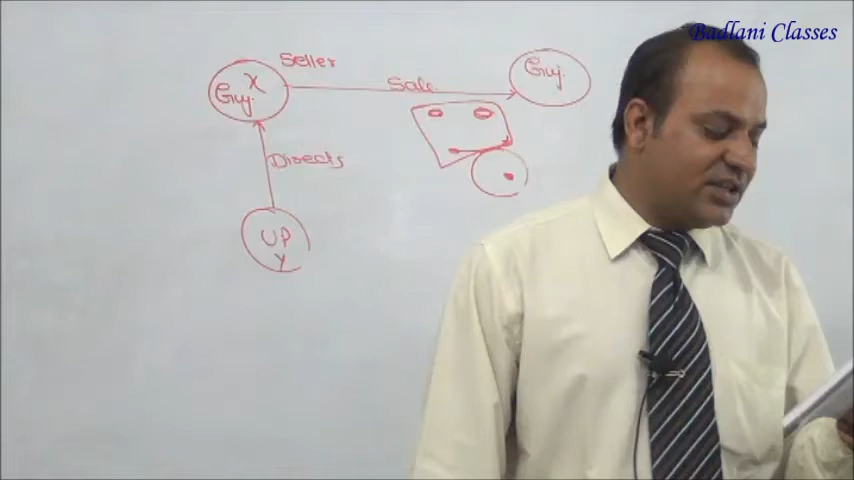 Badlani Classes
Seller
X
Guj.
Sale
Guj.
Directs
UP
Y